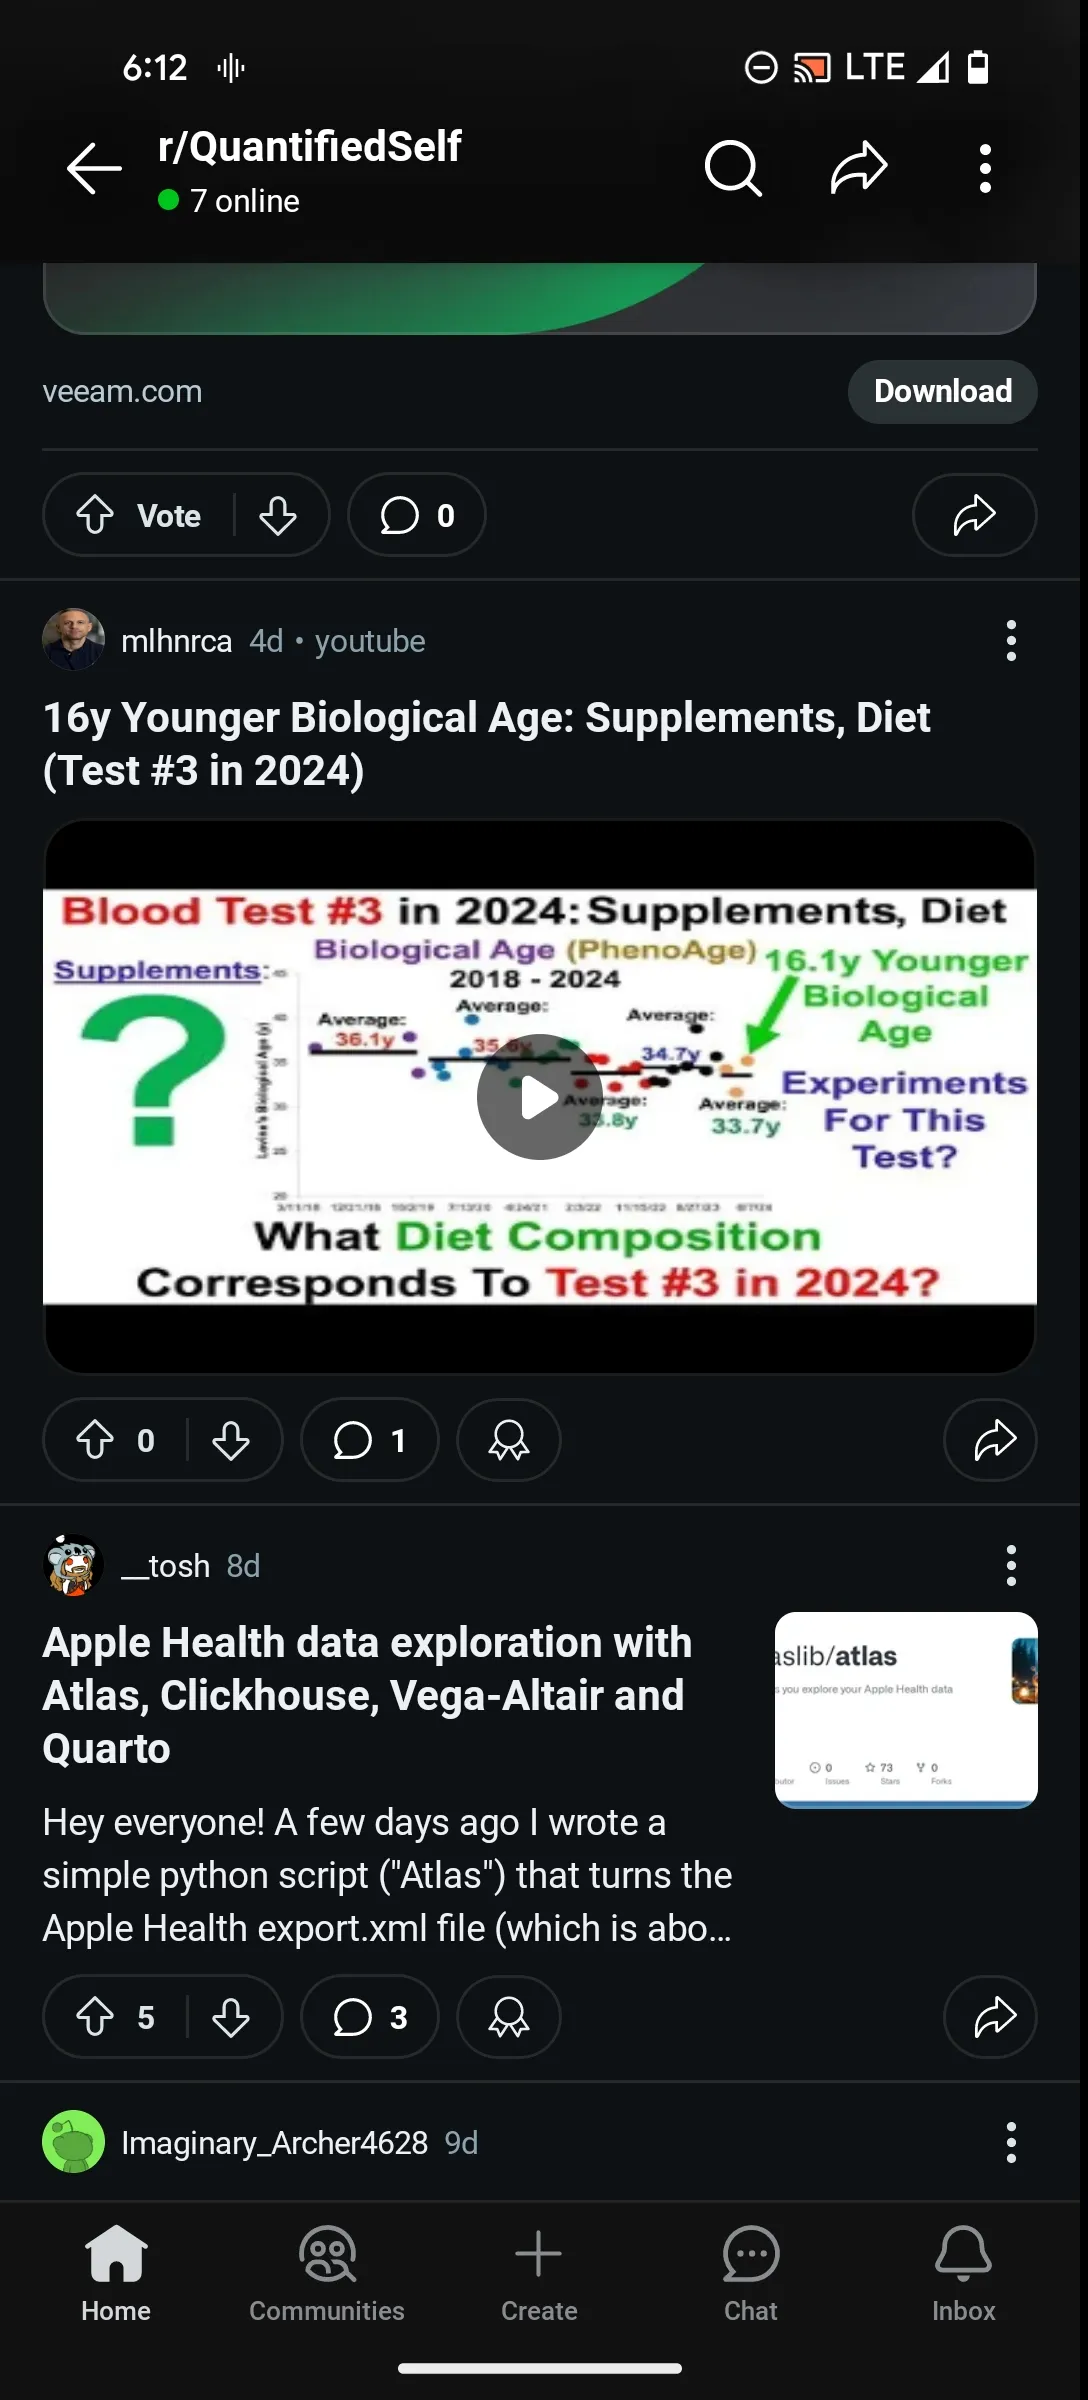 6:12
LTE
r/QuantifiedSelf
7 online
veeam.com
Download
Vote
0
mlhnrca 4d • youtube
16y Younger Biological Age: Supplements, Diet
(Test #3 in 2024)
Blood Test #3 in 2024: Supplements, Diet
Biological Age (PhenoAge)
2018 - 2024
Supplements:
?
16.1y Younger
Biological
Age
Average:
36.1y
Average:
Average:
34.7y
Average:
33.7y
Experiments
For This
Test?
What Diet Composition
Corresponds To Test #3 in 2024?
0
1
__tosh 8d
Apple Health data exploration with
Atlas, Clickhouse, Vega-Altair and
Quarto
aslib/atlas
s you explore your Apple Health data
0
Issues
73
Stars
0
Forks
Hey everyone! A few days ago I wrote a
simple python script ("Atlas") that turns the
Apple Health export.xml file (which is abo...
5
3
Imaginary_Archer4628 9d
Home
Communities
Create
Chat
Inbox